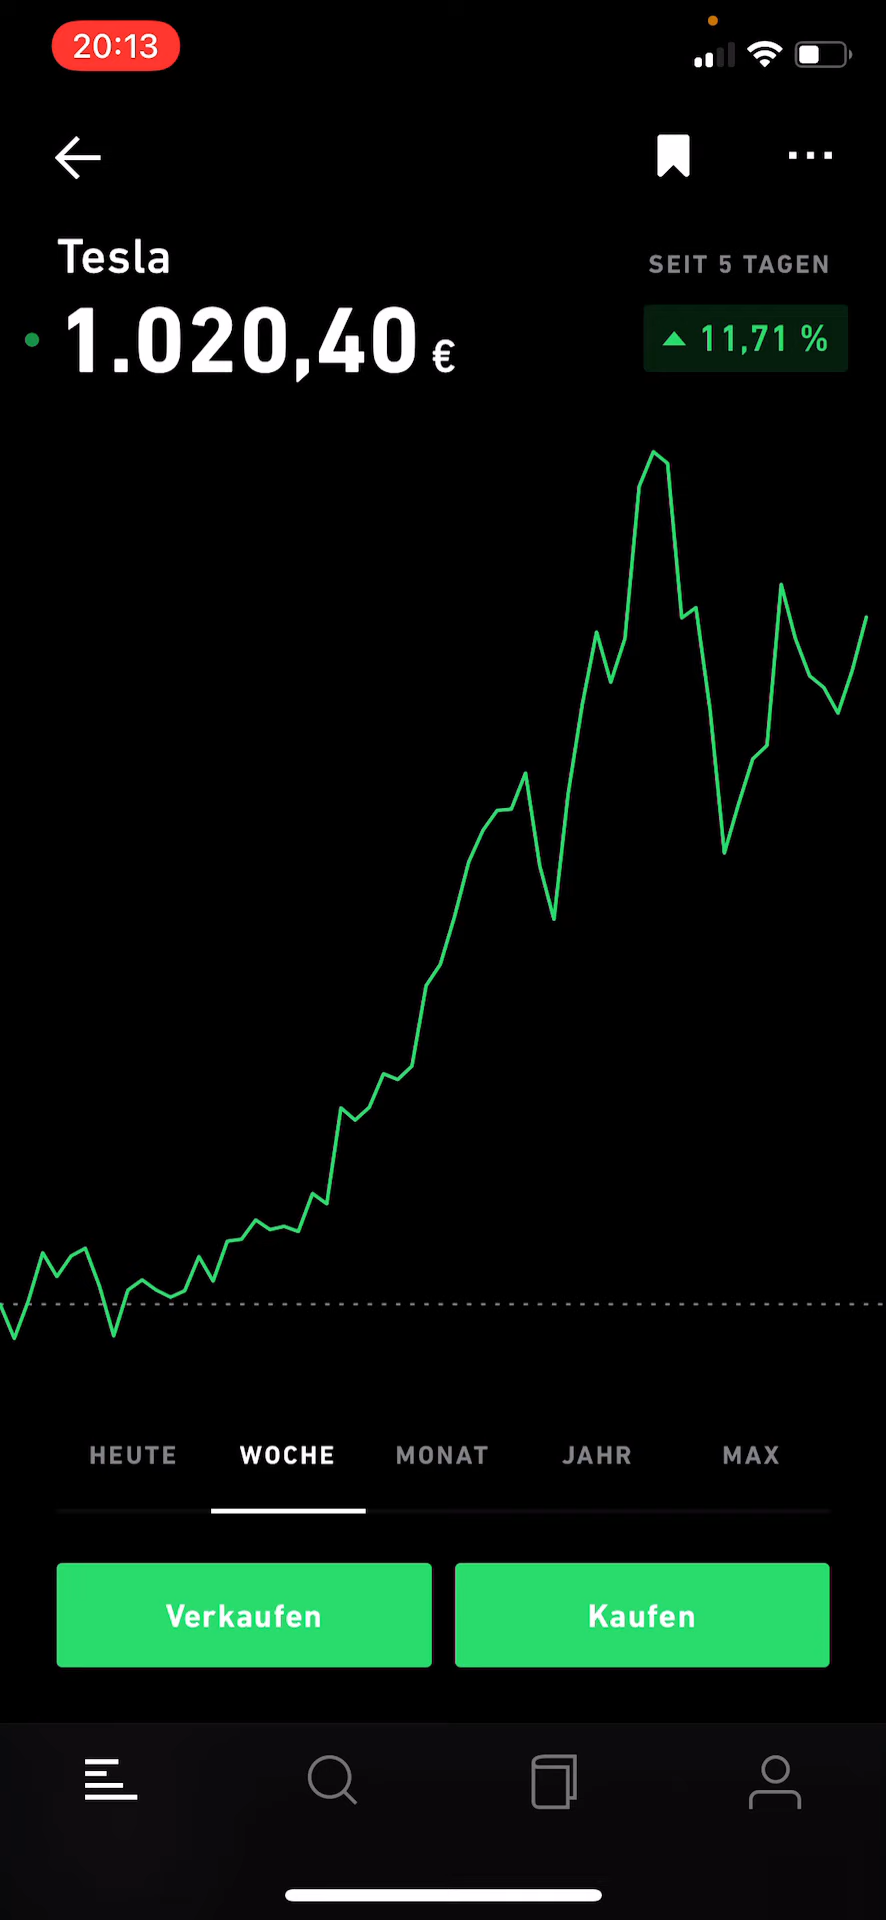 20:13
Tesla
SEIT 5 TAGEN
1.020,40 €
11,71 %
HEUTE WOCHE MONAT JAHR MAX
Verkaufen Kaufen